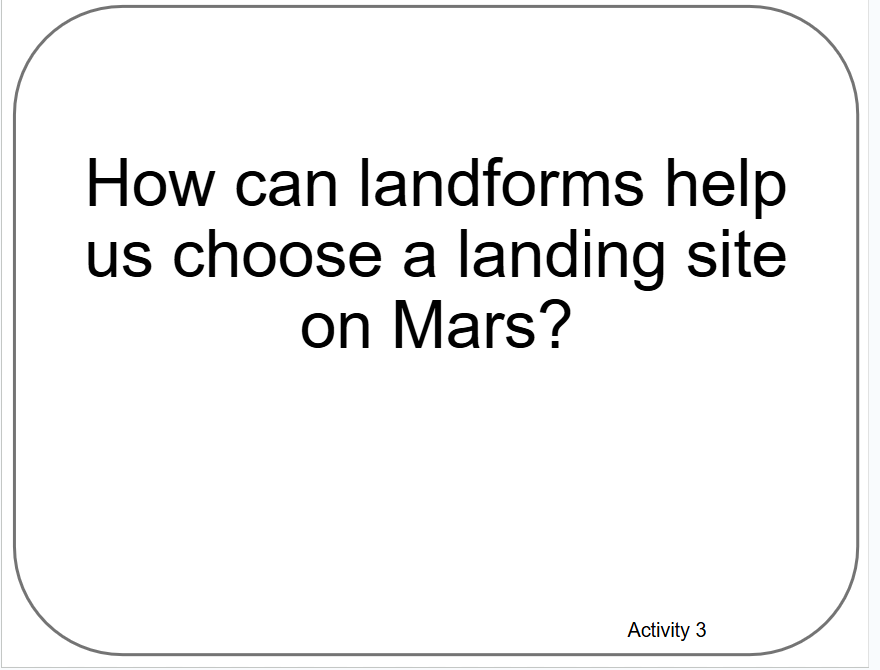 How can landforms help
us choose a landing site
on Mars?
Activity 3